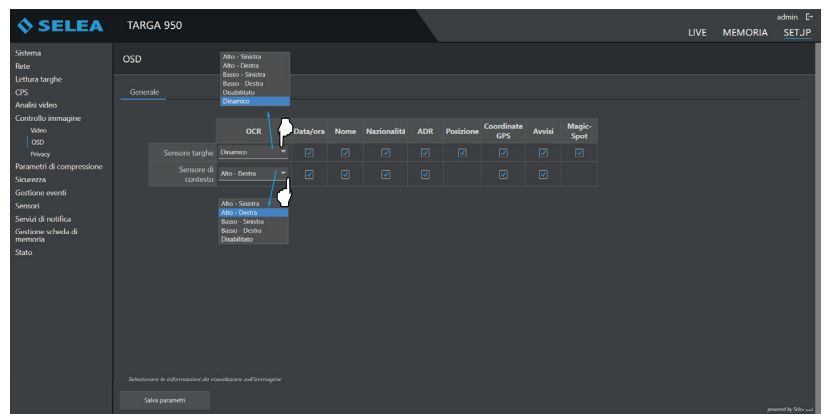 SELEA
TARGA 950
admin
LIVE MEMORIA SETUP
Sistema
Rete
Lettura targhe
CPS
Analisi video
Controllo immagine
Video
OSD
Privacy
Parametri di compressione
Sicurezza
Gestione eventi
Sensori
Servizi di notifica
Gestione scheda di
memoria
Stato
OSD
Generale
Alto - Sinistra
Alto - Destra
Basso - Sinistra
Basso - Destra
Disabilitato
Dinamico
OCR Data/ora Nome Nazionalità ADR Posizione Coordinate GPS Avvisi Magic-Spot
Sensore targhe Dinamico
Sensore di contesto Alto - Destra
Alto - Sinistra
Alto - Destra
Basso - Sinistra
Basso - Destra
Disabilitato
Selezionare le informazioni da visualizzare sull'immagine
Salva parametri
powered by Selea s.r.l.